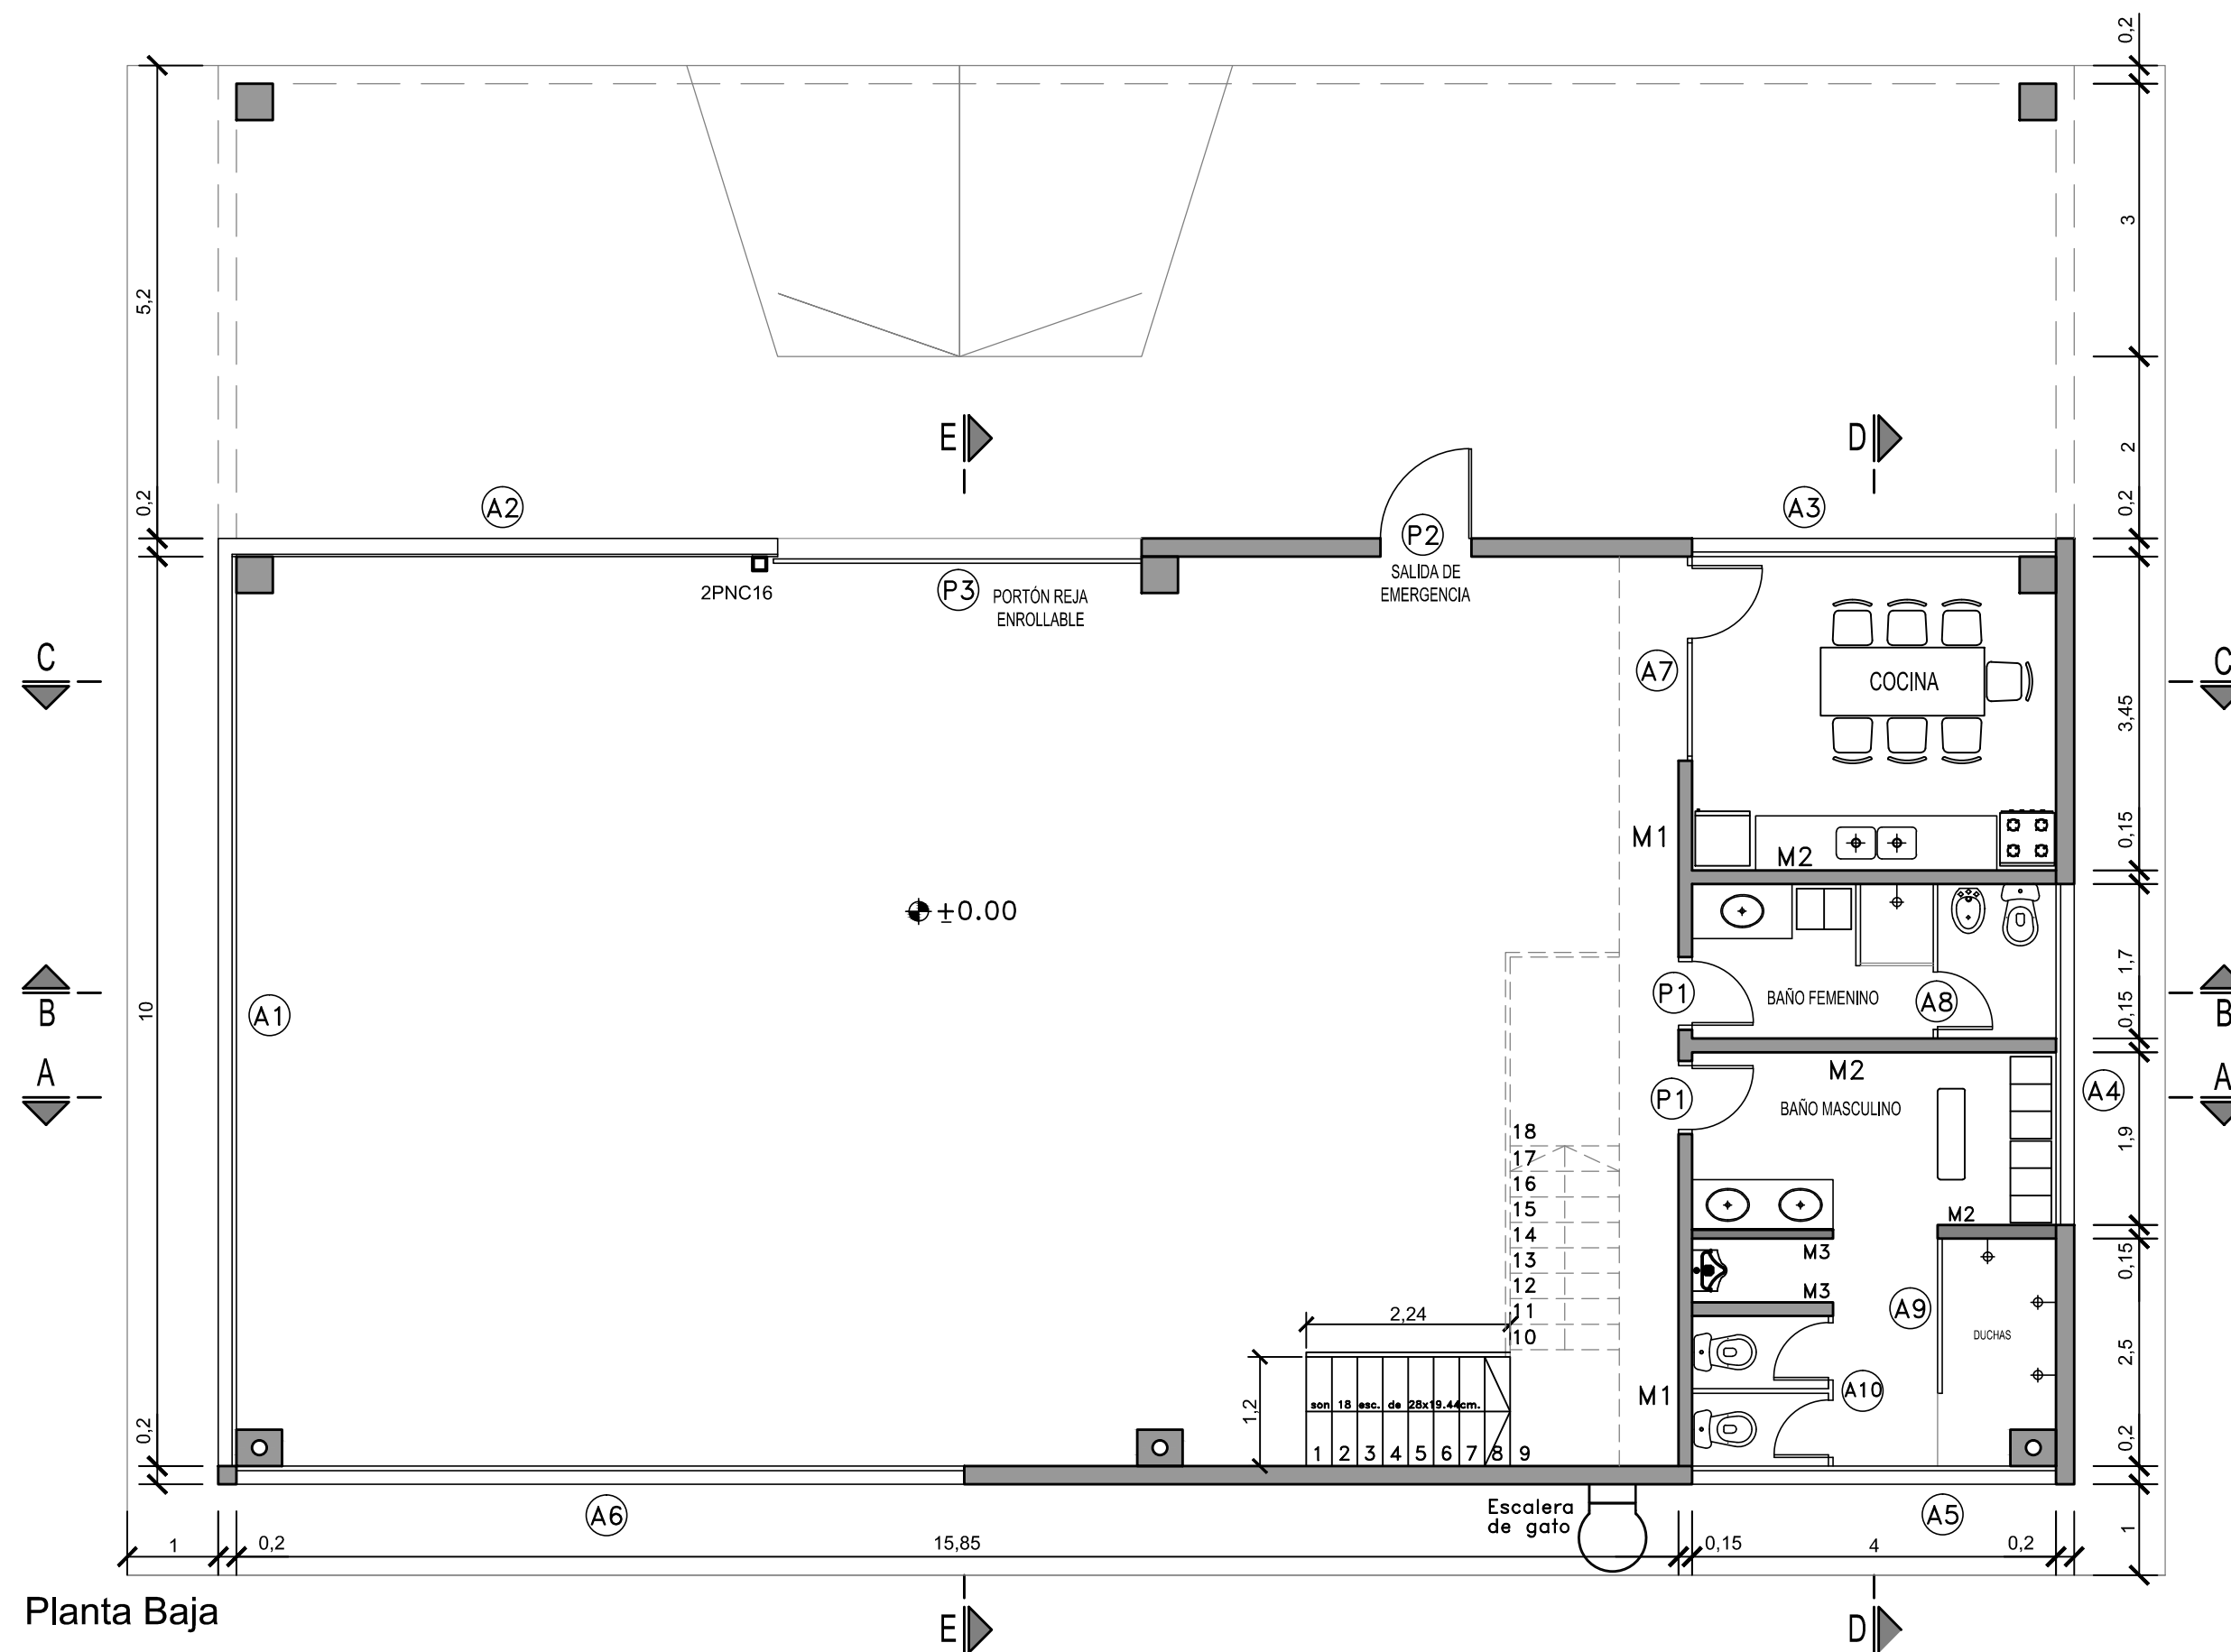 0,2
5,2
3
E
D
2
0,2
A2
A3
0,2
P2
SALIDA DE
EMERGENCIA
2PNC16
P3
PORTÓN REJA
ENROLLABLE
C
A7
COCINA
C
3,45
M1
M2
0,15
±0.00
1,7
B
10
A1
P1
BAÑO FEMENINO
A8
0,15
B
A
M2
P1
BAÑO MASCULINO
A4
A
18
17
16
15
14
13
12
11
10
1,9
M2
M3
0,15
M3
A9
2,24
DUCHAS
2,5
1,2
son 18 esc. de 28x19.44cm.
M1
A10
0,2
0,2
1 2 3 4 5 6 7 8 9
A6
Escalera
de gato
A5
1
1
0,2
15,85
0,15
4
0,2
Planta Baja
E
D